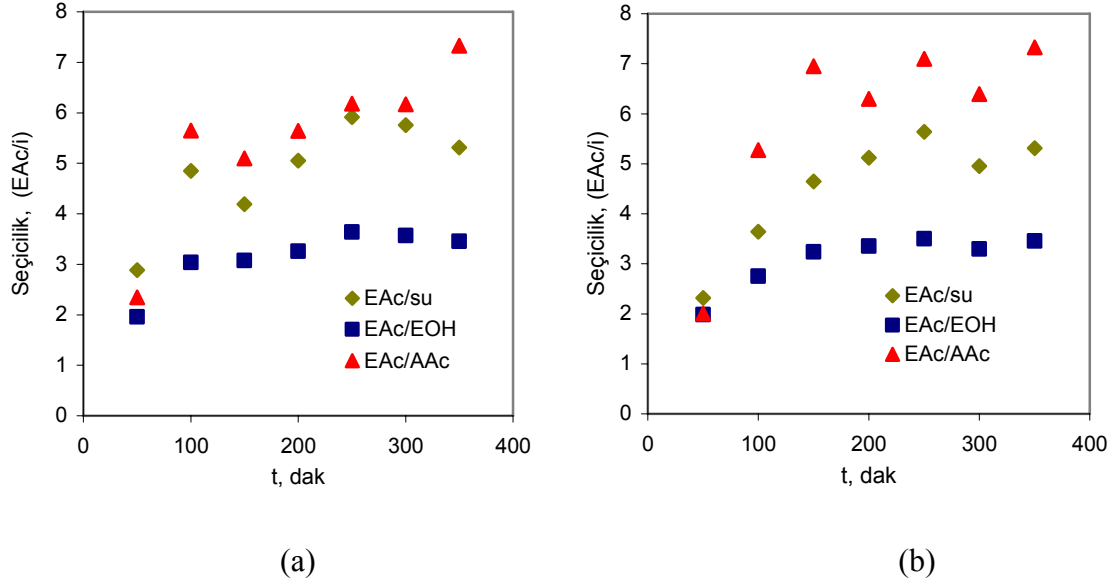 8
7
6
5
4
3
2
1
0
Seçicilik, (EAc/i)
EAc/su
EAc/EOH
EAc/AAc
0 100 200 300 400
t, dak
(a)
8
7
6
5
4
3
2
1
0
Seçicilik, (EAc/i)
EAc/su
EAc/EOH
EAc/AAc
0 100 200 300 400
t, dak
(b)